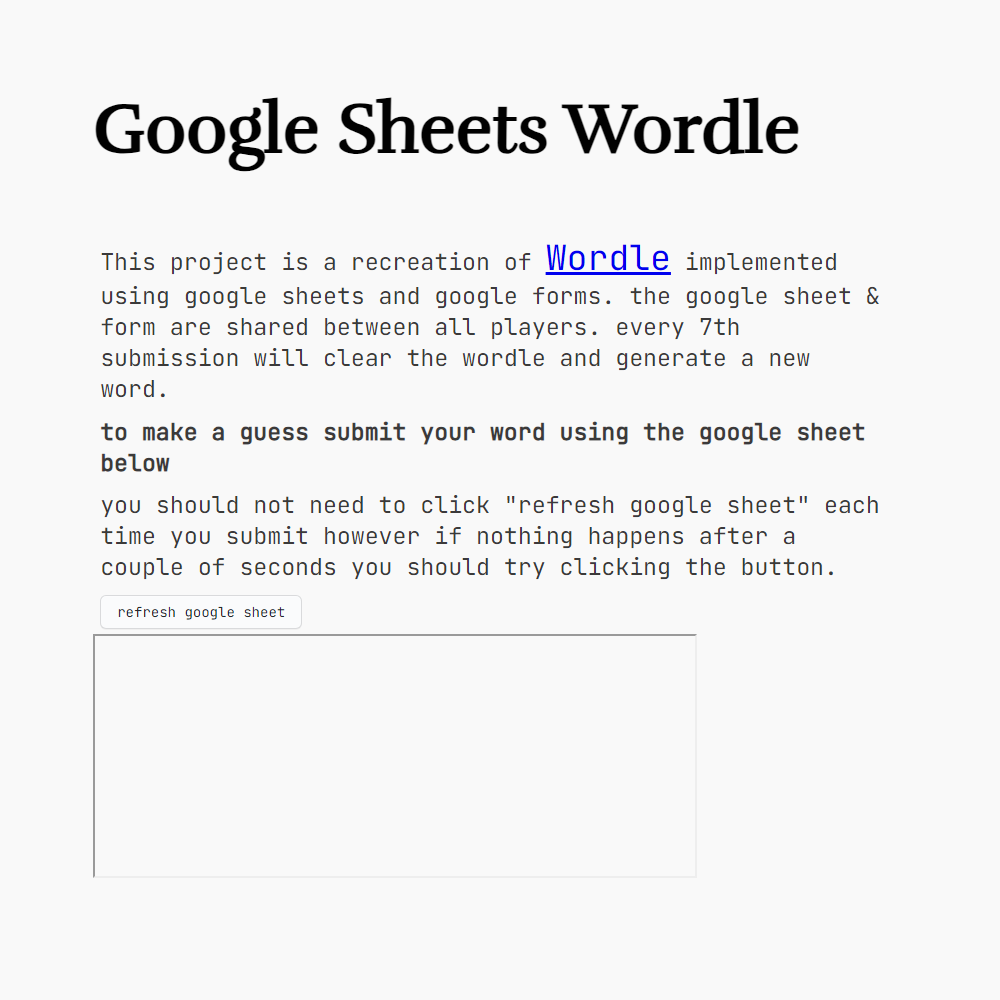 Google Sheets Wordle
This project is a recreation of Wordle implemented
using google sheets and google forms. the google sheet &
form are shared between all players. every 7th
submission will clear the wordle and generate a new
word.
to make a guess submit your word using the google sheet
below
you should not need to click "refresh google sheet" each
time you submit however if nothing happens after a
couple of seconds you should try clicking the button.
refresh google sheet